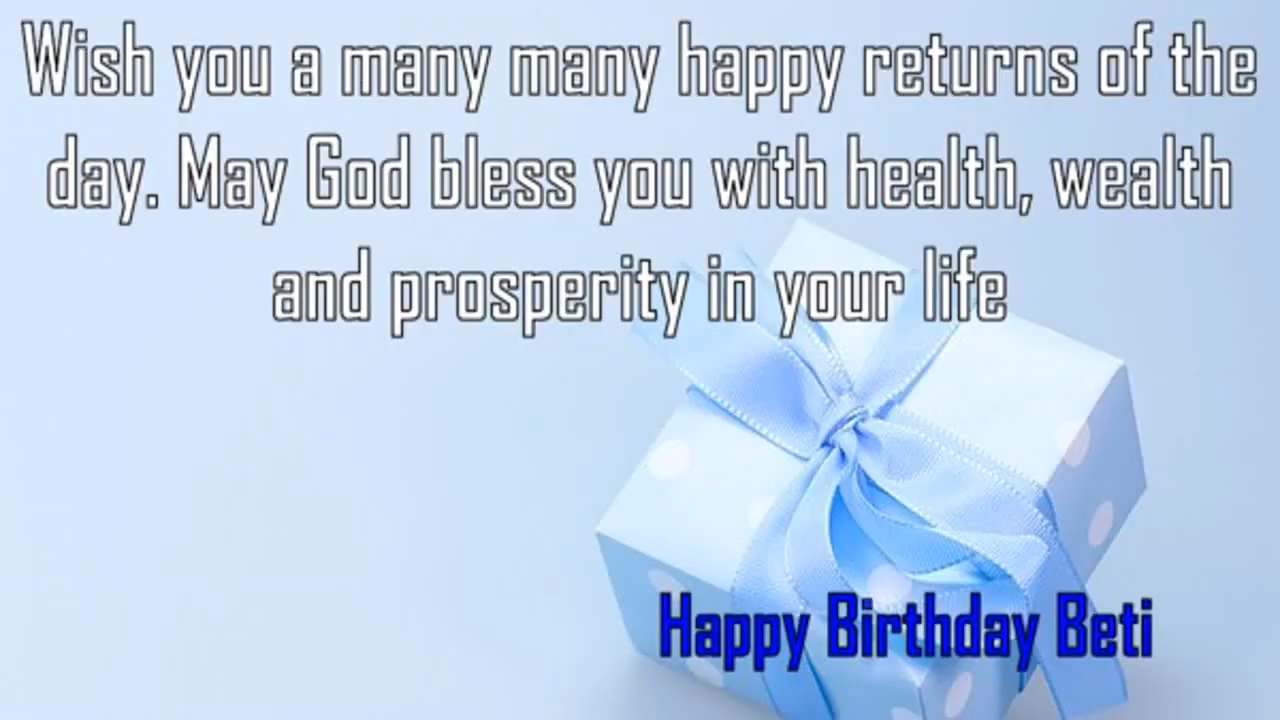 Wish you a many many happy returns of the
day. May God bless you with health, wealth
and prosperity in your life
Happy Birthday Beti